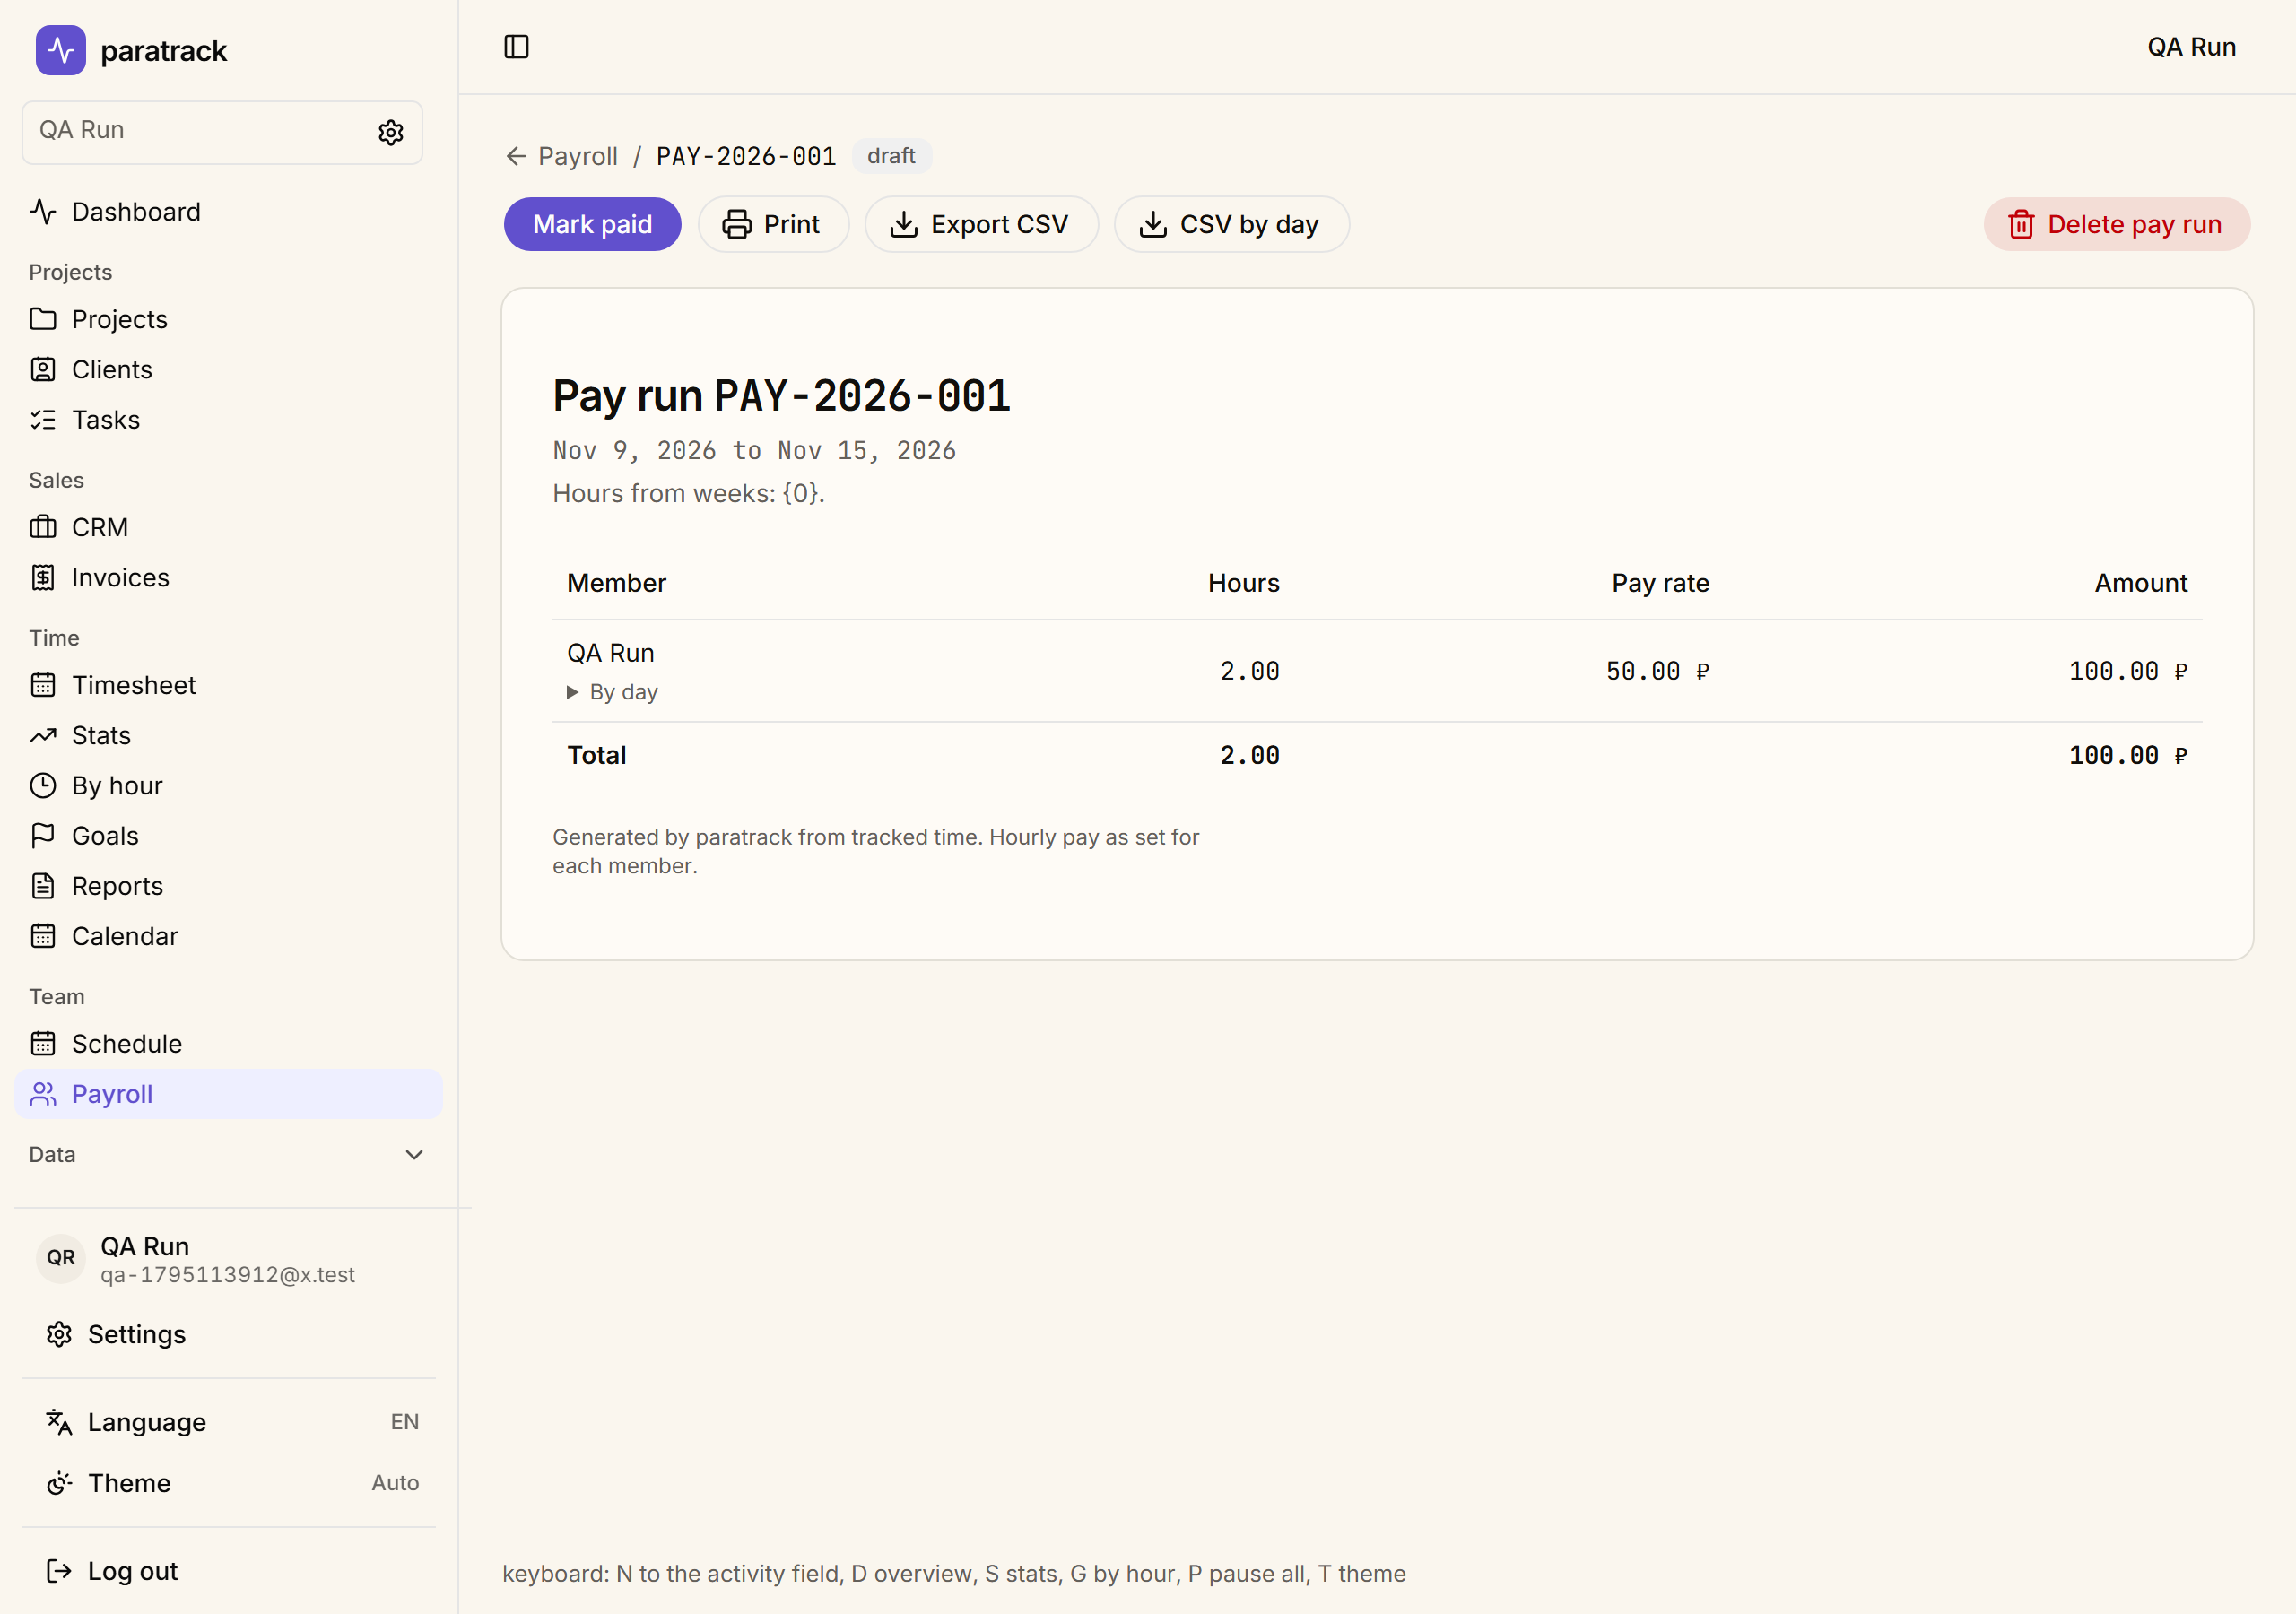 paratrack
QA Run
Dashboard
Projects
Projects
Clients
Tasks
Sales
CRM
Invoices
Time
Timesheet
Stats
By hour
Goals
Reports
Calendar
Team
Schedule
Payroll
Data
QR
QA Run
qa-1795113912@x.test
Settings
Language EN
Theme Auto
Log out
QA Run
Payroll / PAY-2026-001 draft
Mark paid Print Export CSV CSV by day Delete pay run
Pay run PAY-2026-001
Nov 9, 2026 to Nov 15, 2026
Hours from weeks: {0}.
Member Hours Pay rate Amount
QA Run 2.00 50.00 ₽ 100.00 ₽
By day
Total 2.00 100.00 ₽
Generated by paratrack from tracked time. Hourly pay as set for
each member.
keyboard: N to the activity field, D overview, S stats, G by hour, P pause all, T theme